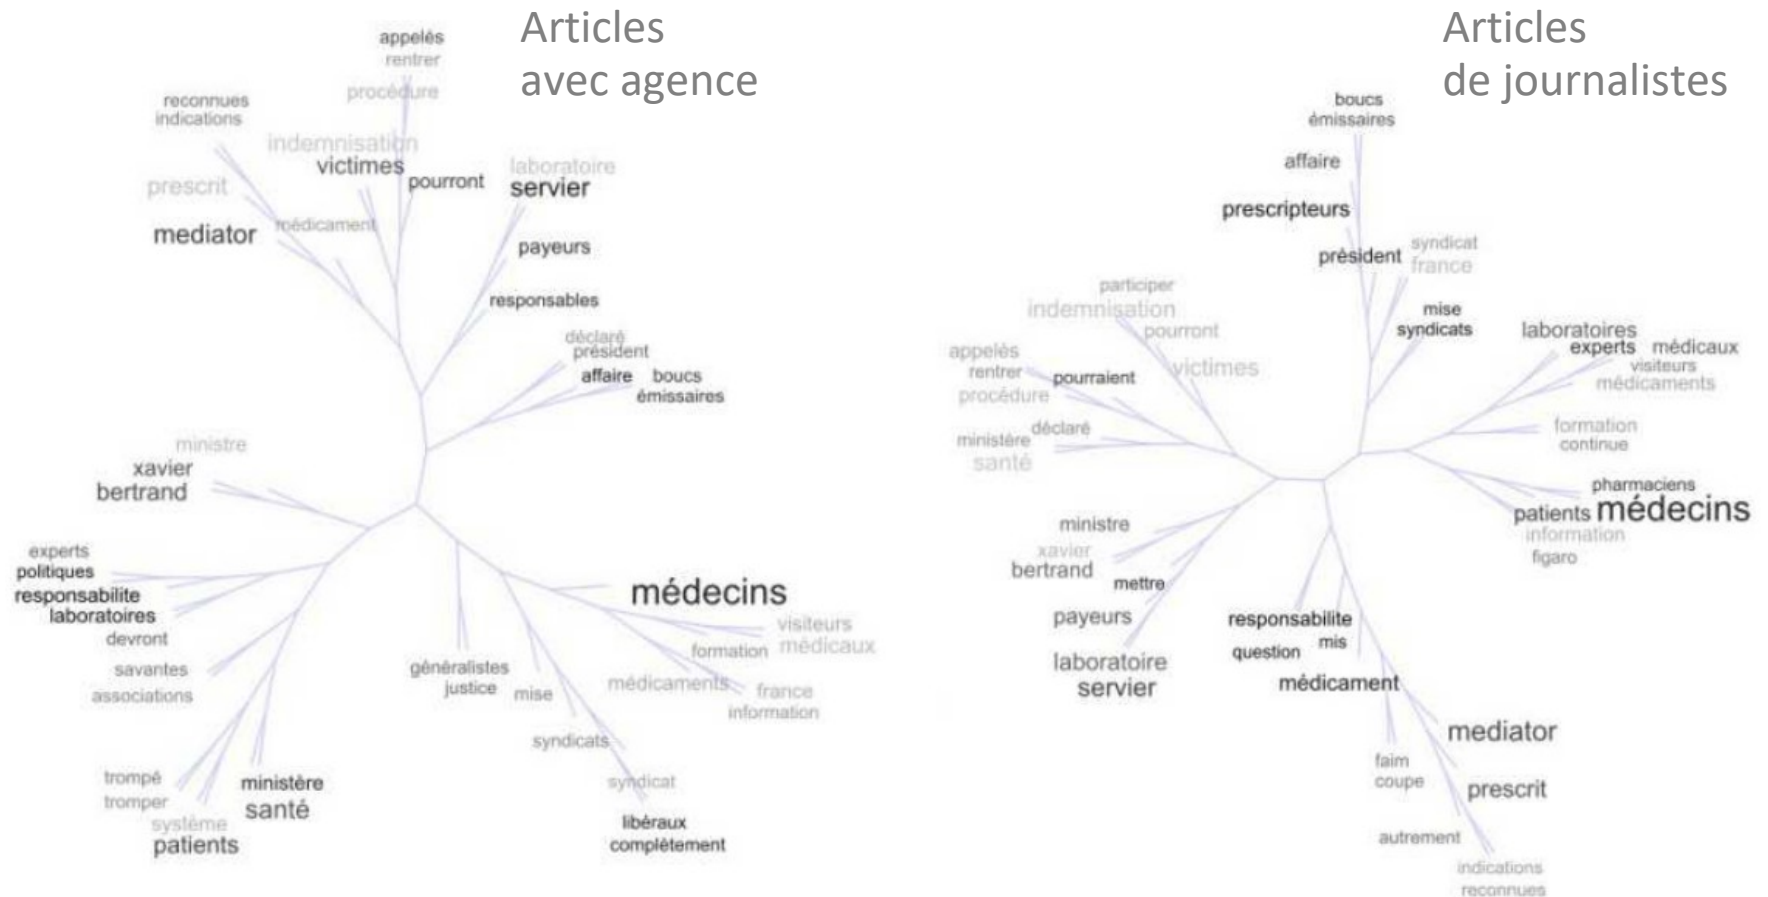 Articles
avec agence
appelés
rentrer
procédure
reconnues
indications
indemnisation
victimes
prescrit
pourront
laboratoire
servier
mediator
médicament
payeurs
responsables
déclaré
président
affaire boucs
émissaires
ministre
xavier
bertrand
experts
politiques
responsabilite
laboratoires
devront
savantes
associations
trompé
tromper
système
patients
ministère
santé
généralistes
justice
mise
syndicats
syndicat
libéraux
complètement
médecins
visiteurs
formation médicaux
médicaments
france
information
Articles
de journalistes
boucs
émissaires
affaire
prescripteurs
président
syndicat
france
mise
syndicats
participer
indemnisation
pourront
victimes
appelés
rentrer
pourraient
procédure
déclaré
ministère
santé
laboratoires
experts médicaux
visiteurs
médicaments
formation
continue
pharmaciens
patients médecins
information
figaro
ministre
xavier
bertrand
mettre
payeurs
laboratoire
servier
responsabilite
mis
question
médicament
mediator
faim
coupe
prescrit
autrement
indications
reconnues